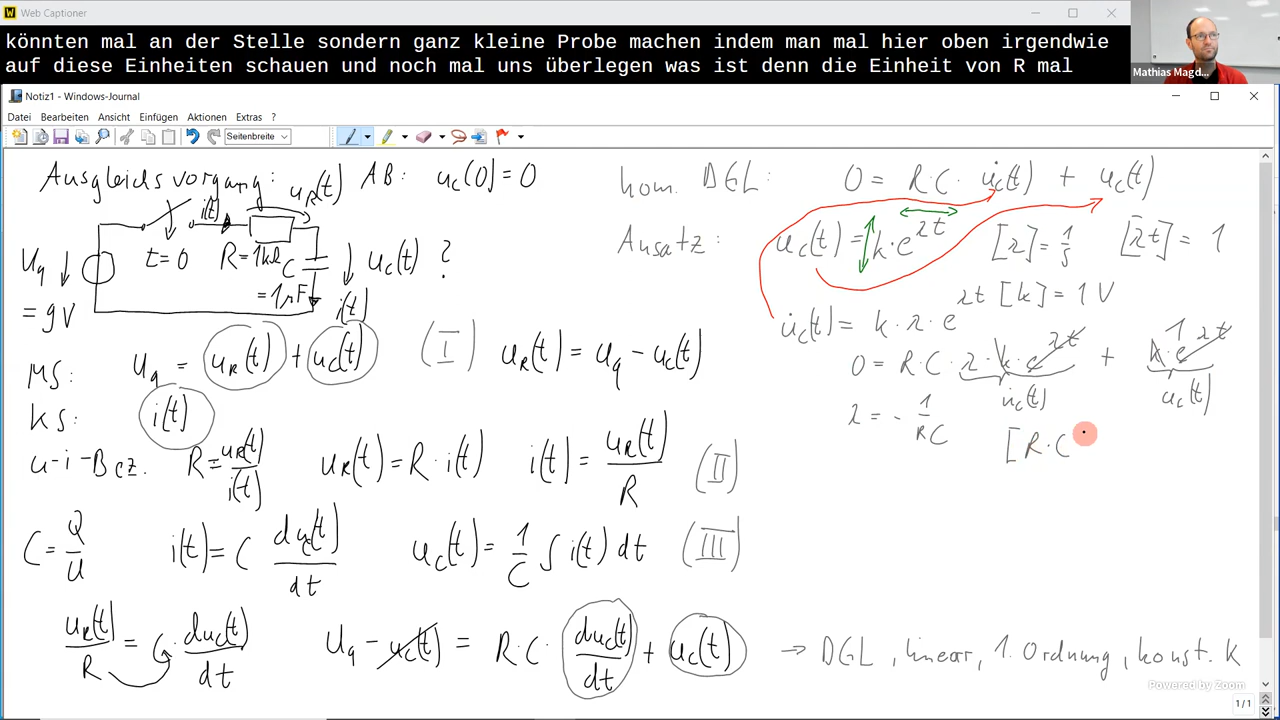 Web Captioner
könnten mal an der Stelle sondern ganz kleine Probe machen indem man mal hier oben irgendwie
auf diese Einheiten schauen und noch mal uns überlegen was ist denn die Einheit von R mal
Mathias Magd...
Notiz1 - Windows-Journal
Datei Bearbeiten Ansicht Einfügen Aktionen Extras ?
Seitenbreite
Ausgleichsvorgang: u_R(t) AB: u_C(0) = 0
i(t)
U_q t=0 R=1kΩ C u_C(t) ?
= 9V = 1µF i(t)
MS: U_q = u_R(t) + u_C(t) (I) u_R(t) = U_q - u_C(t)
KS: i(t)
u-i-Bez. R = u_R(t)/i(t) u_R(t) = R · i(t) i(t) = u_R(t)/R (II)
C = Q/U i(t) = C du_C(t)/dt u_C(t) = 1/C ∫ i(t) dt (III)
u_R(t)/R = C · du_C(t)/dt U_q - u_C(t) = R·C· du_C(t)/dt + u_C(t) → DGL, linear, 1. Ordnung, konst. K
hom. DGL: 0 = R·C · u̇_C(t) + u_C(t)
Ansatz: u_C(t) = k·e^λt [λ] = 1/s [λt] = 1
[k] = 1V
u̇_C(t) = k · λ · e^λt
0 = R·C · λ · k·e^λt + k·e^λt 1
u̇_C(t) u_C(t)
λ = - 1/RC
[R·C
Powered by Zoom
1/1